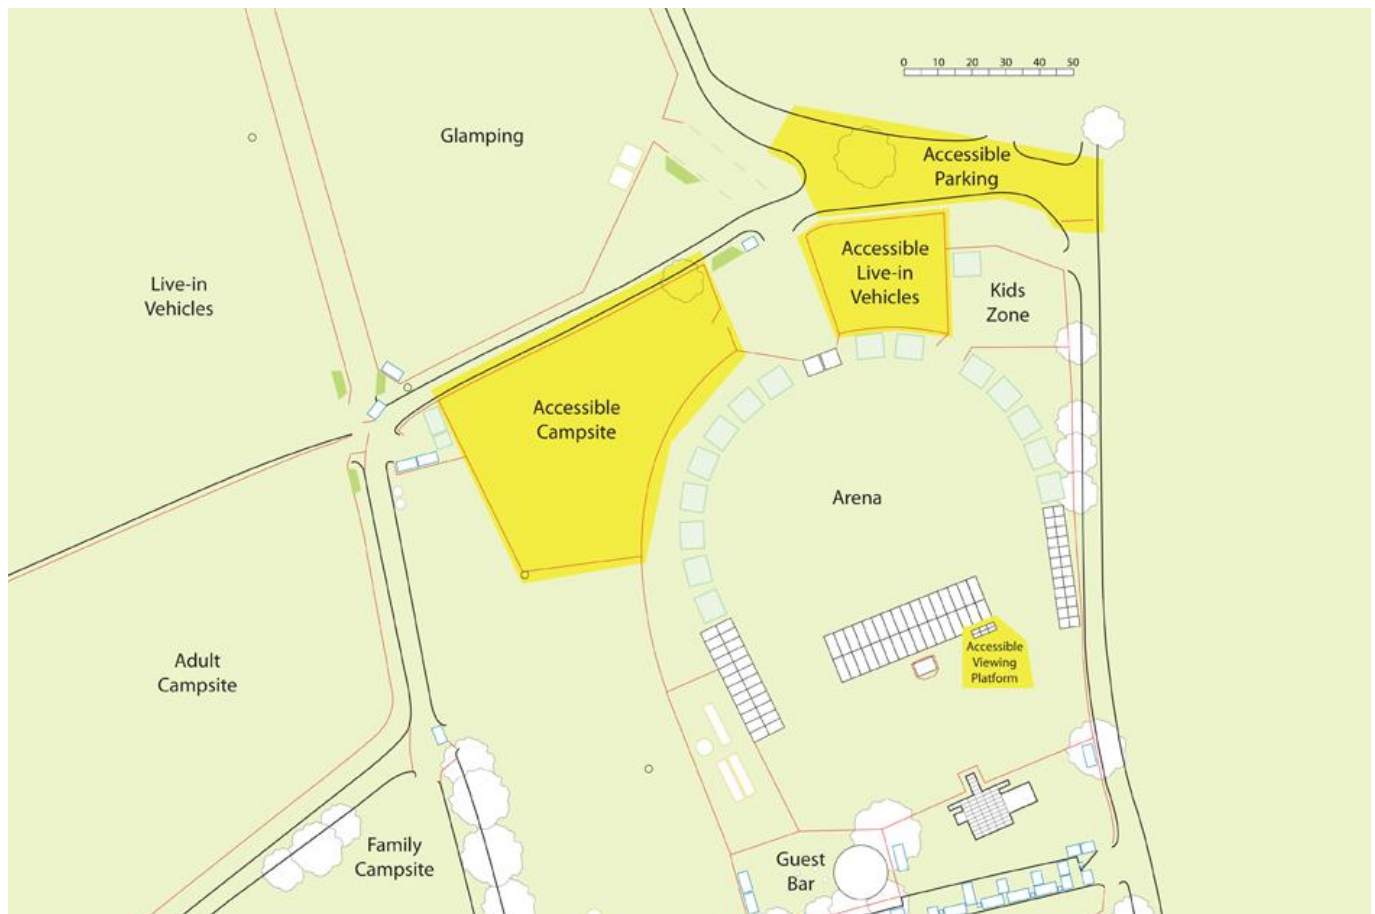 0 10 20 30 40 50
Glamping
Accessible
Parking
Accessible
Live-in
Vehicles
Kids
Zone
Live-in
Vehicles
Accessible
Campsite
Arena
Adult
Campsite
Accessible
Viewing
Platform
Family
Campsite
Guest
Bar